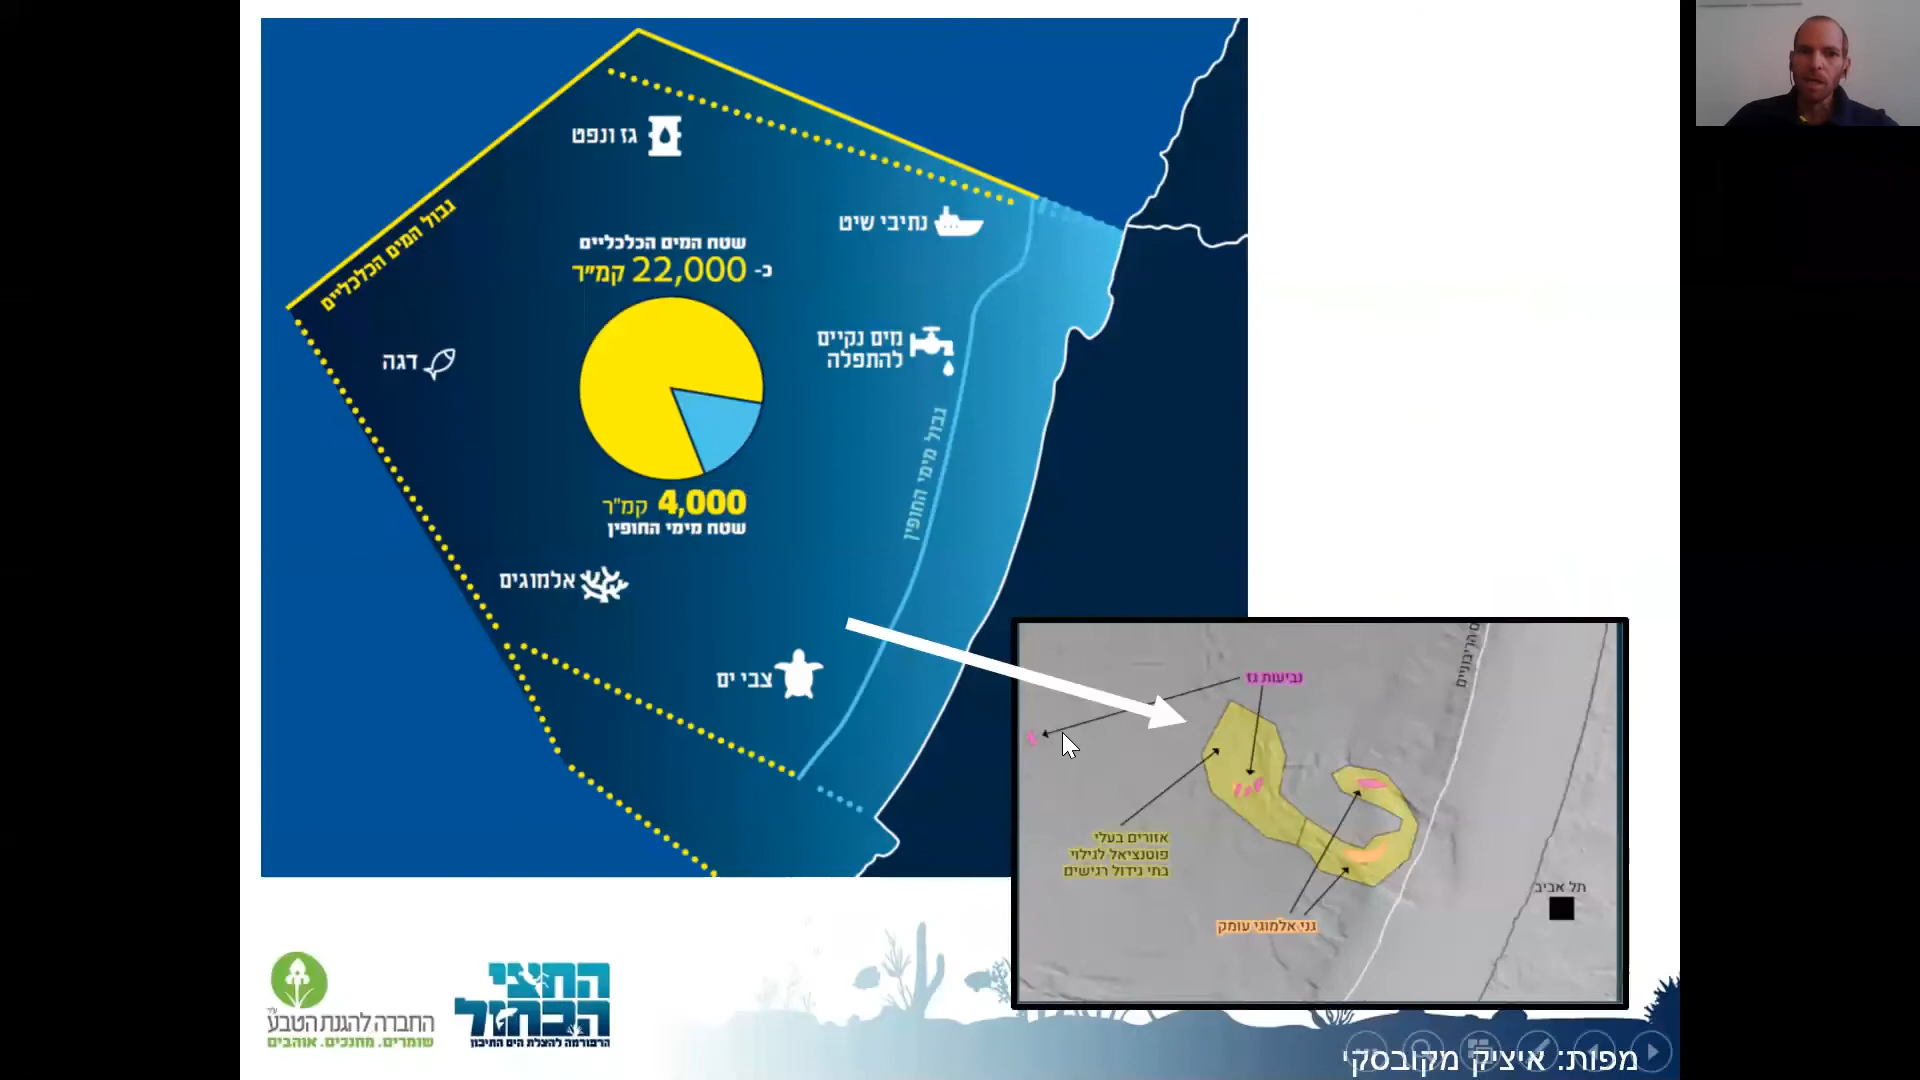 גז ונפט
גבול המים הכלכליים
נתיבי שיט
שטח המים הכלכליים
כ- 22,000 קמ"ר
מים נקיים
להתפלה
דגה
גבול מימי החופין
4,000 קמ"ר
שטח מימי החופין
אלמוגים
צבי ים
נביעות גז
אזורים בעלי
פוטנציאל לגילוי
בתי גידול רגישים
תל אביב
גני אלמוגי עומק
החברה להגנת הטבע
שומרים. מחנכים. אוהבים.
החצי
הכחול
הרפורמה להצלת הים התיכון
מפות: איציק מקובסקי